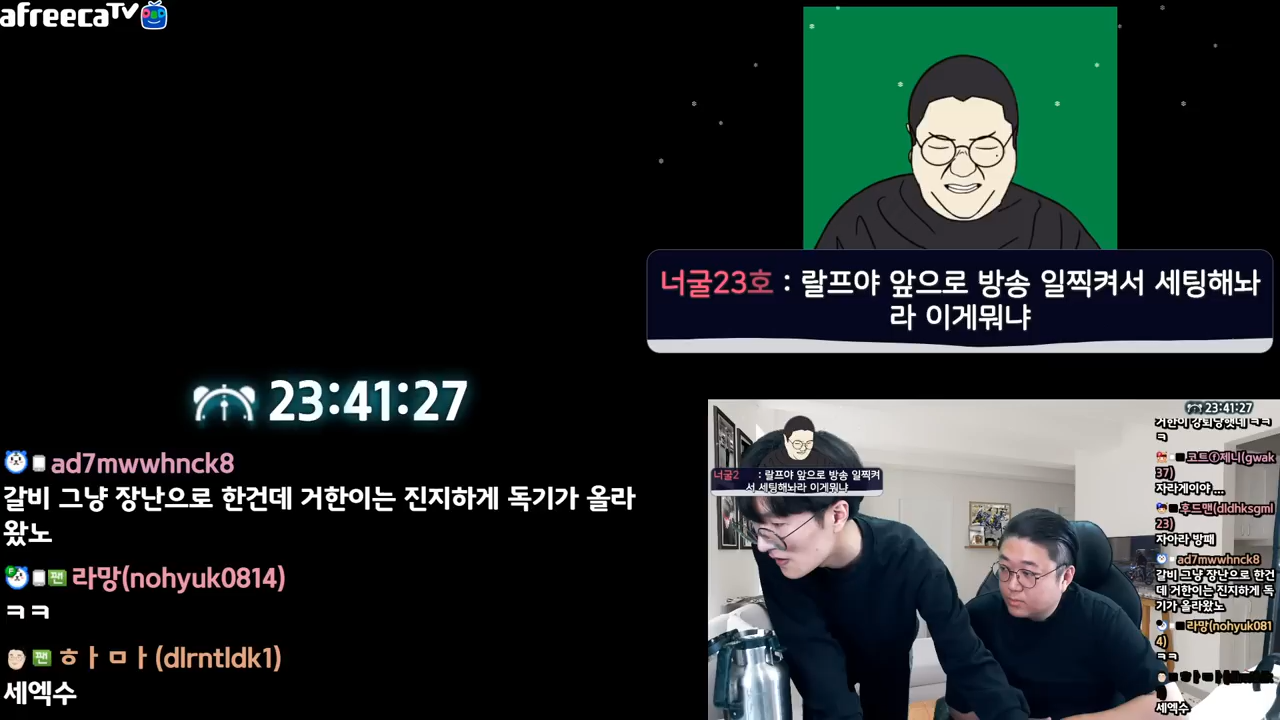 afreecaTV
너굴23호 : 랄프야 앞으로 방송 일찍켜서 세팅해놔
라 이게뭐냐
23:41:27
ad7mwwhnck8
갈비 그냥 장난으로 한건데 거한이는 진지하게 독기가 올라
왔노
팬 라망(nohyuk0814)
ㅋㅋ
팬 ㅎㅏㅁㅏ(dlrntldk1)
세엑수
너굴2 : 랄프야 앞으로 방송 일찍켜
서 세팅해놔라 이게뭐냐
23:41:27
ㅋ
코트ⓕ제니(gwak
37)
자라게이야 ...
후드맨(dldhksgml
23)
자아라 방패
ad7mwwhnck8
갈비 그냥 장난으로 한건
데 거한이는 진지하게 독
기가 올라왔노
라망(nohyuk081
4)
ㅋㅋ
세엑수